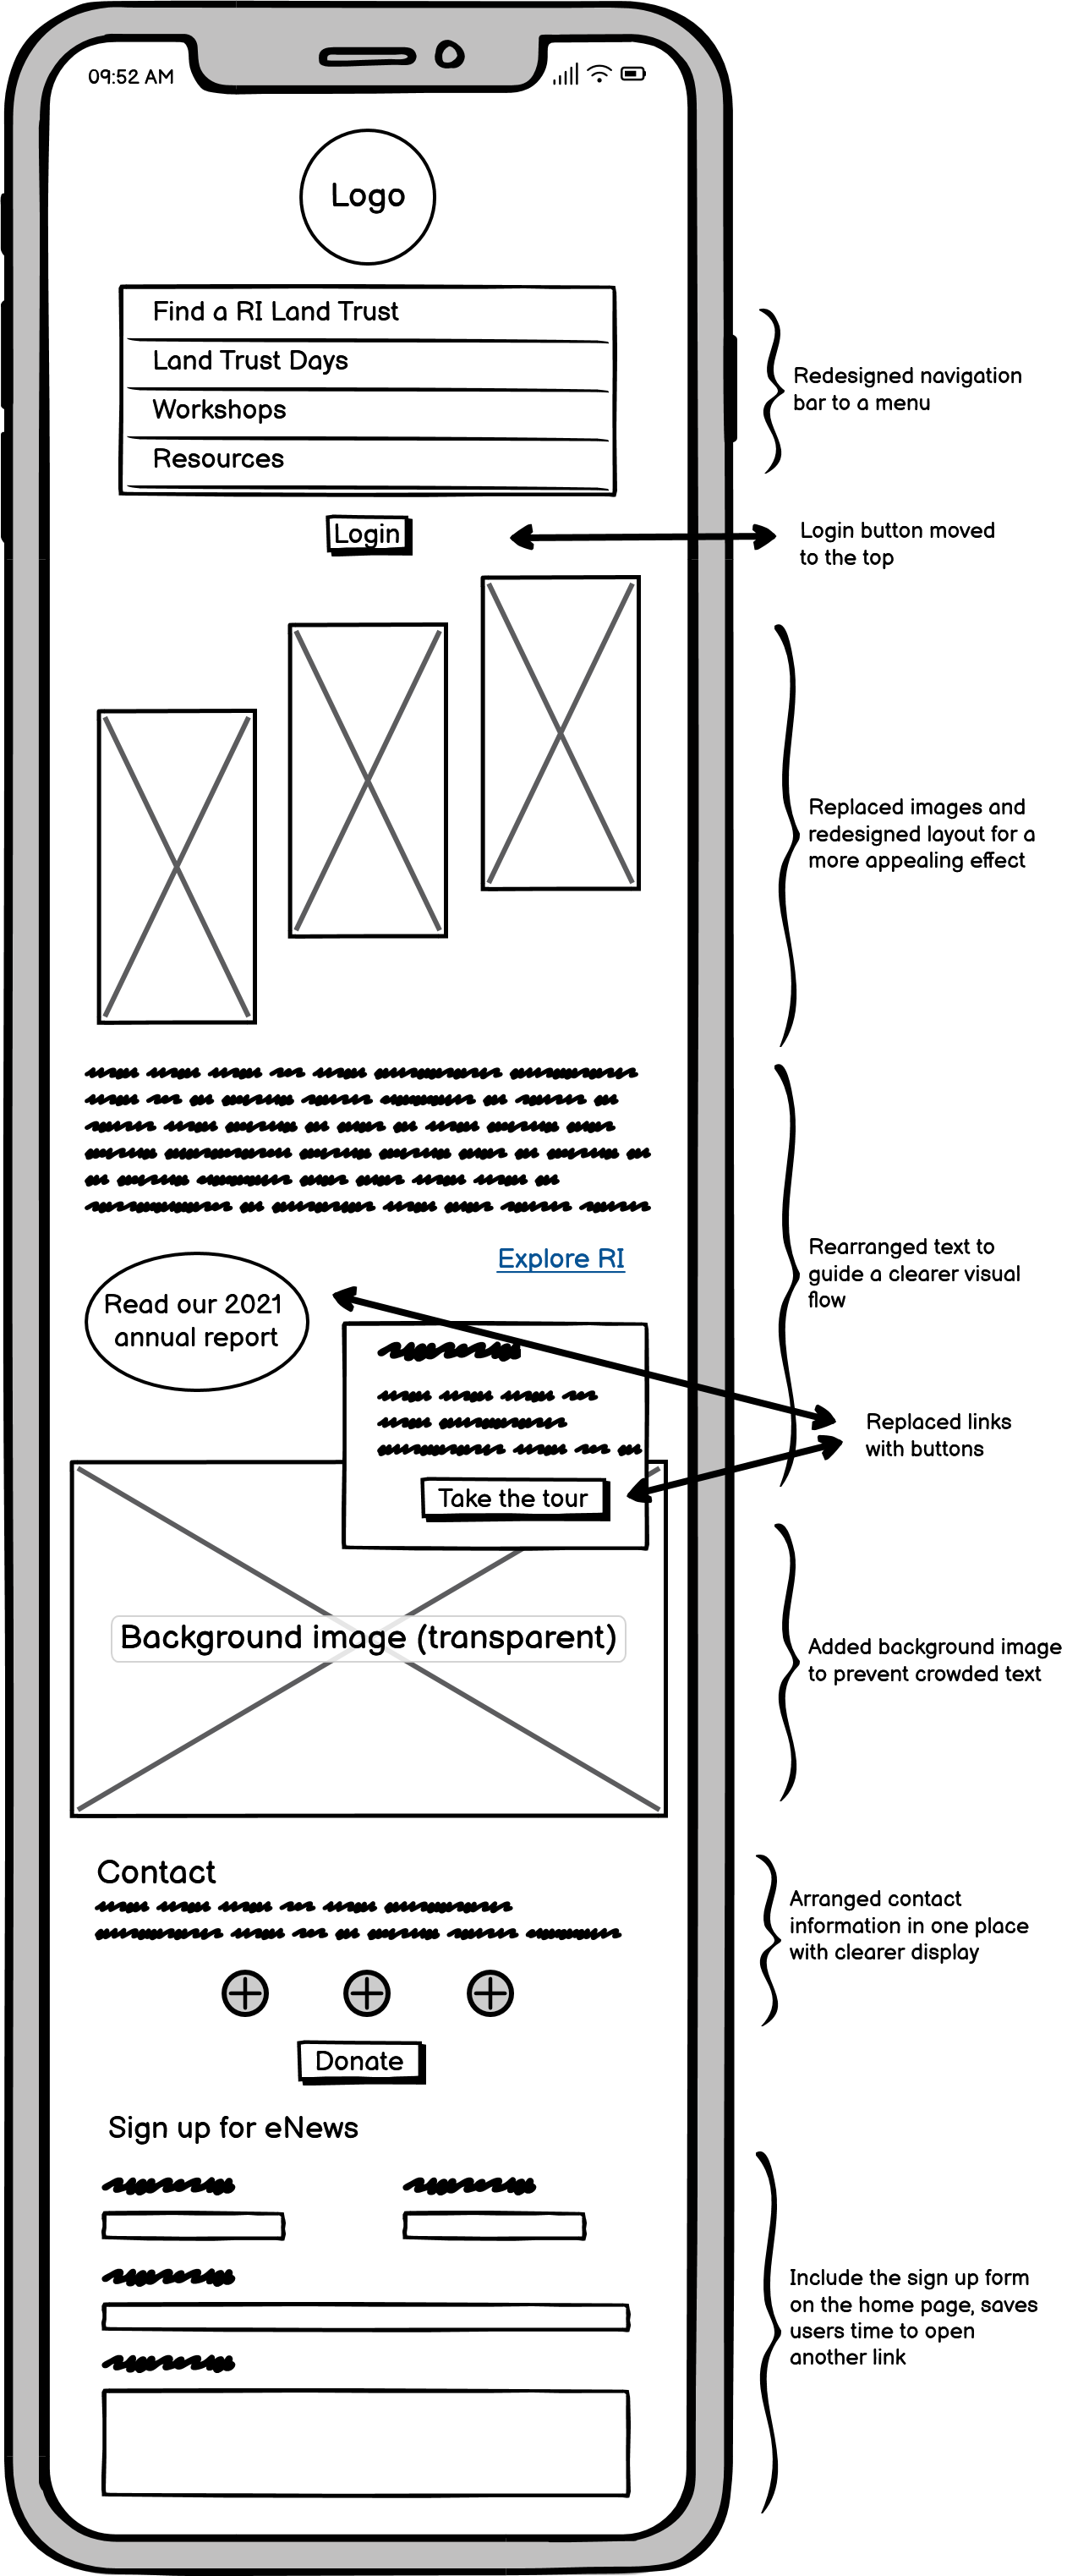 09:52 AM
Logo
Find a RI Land Trust
Land Trust Days
Workshops
Resources
Redesigned navigation
bar to a menu
Login
Login button moved
to the top
Replaced images and
redesigned layout for a
more appealing effect
Rearranged text to
guide a clearer visual
flow
Explore RI
Read our 2021
annual report
Replaced links
with buttons
Take the tour
Background image (transparent)
Added background image
to prevent crowded text
Contact
Arranged contact
information in one place
with clearer display
Donate
Sign up for eNews
Include the sign up form
on the home page, saves
users time to open
another link